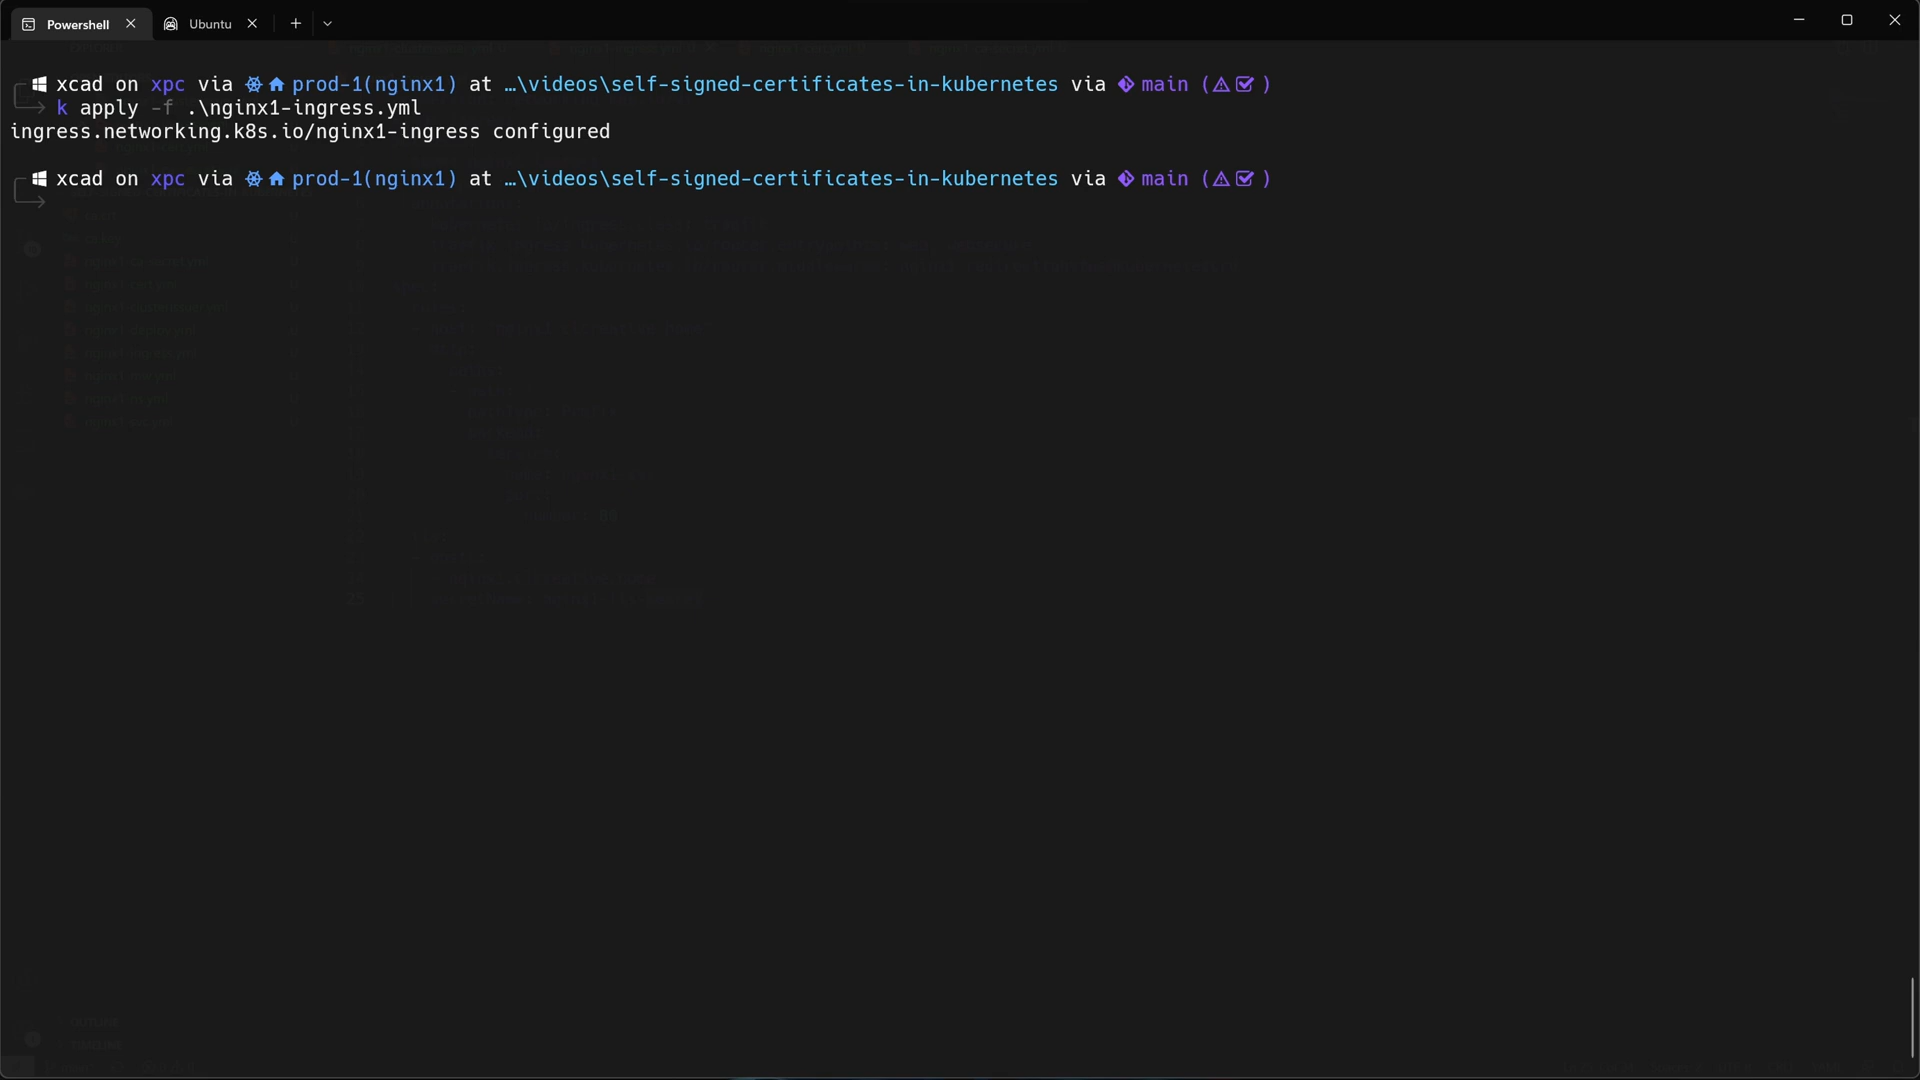 Powershell
Ubuntu
xcad on xpc via prod-1(nginx1) at …\videos\self-signed-certificates-in-kubernetes via main ( )
k apply -f .\nginx1-ingress.yml
ingress.networking.k8s.io/nginx1-ingress configured
xcad on xpc via prod-1(nginx1) at …\videos\self-signed-certificates-in-kubernetes via main ( )